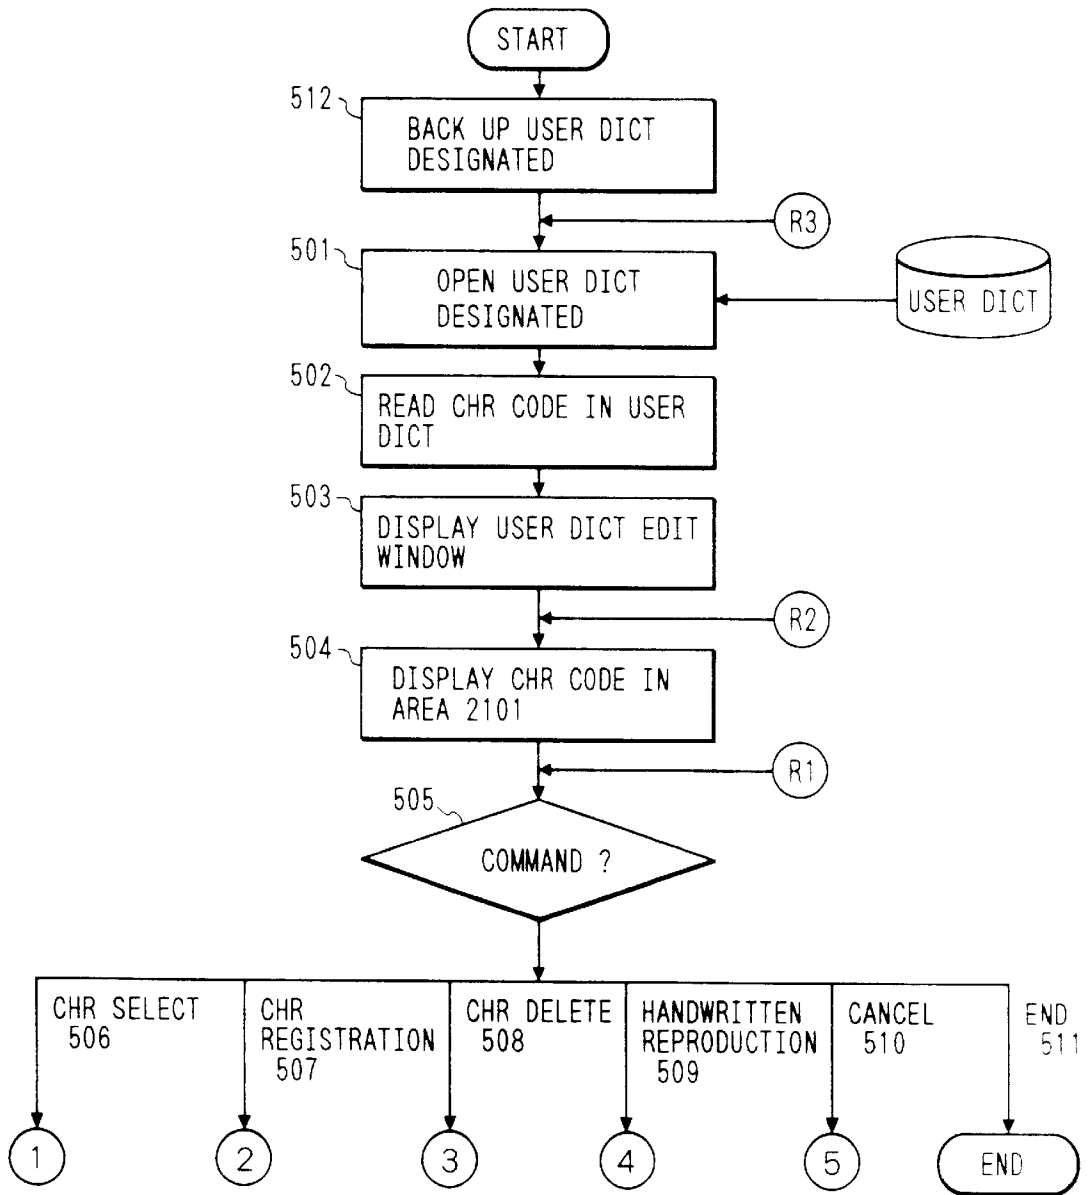 START
512
BACK UP USER DICT
DESIGNATED
R3
501
OPEN USER DICT
DESIGNATED
USER DICT
502
READ CHR CODE IN USER
DICT
503
DISPLAY USER DICT EDIT
WINDOW
R2
504
DISPLAY CHR CODE IN
AREA 2101
R1
505
COMMAND ?
CHR SELECT
506
CHR
REGISTRATION
507
CHR DELETE
508
HANDWRITTEN
REPRODUCTION
509
CANCEL
510
END
511
1
2
3
4
5
END